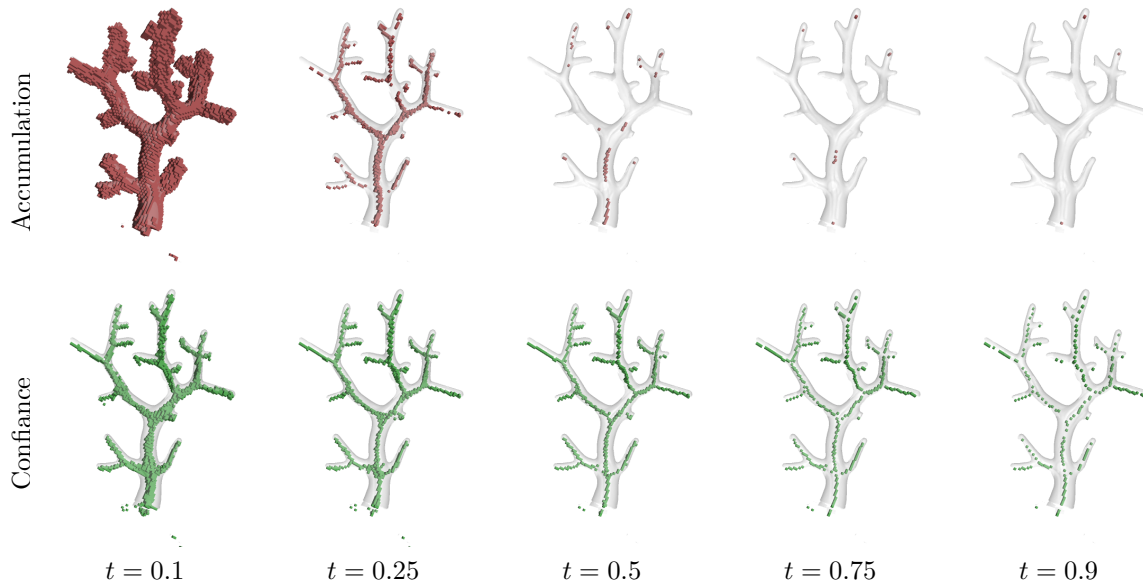 Accumulation
Confiance
t = 0.1 t = 0.25 t = 0.5 t = 0.75 t = 0.9